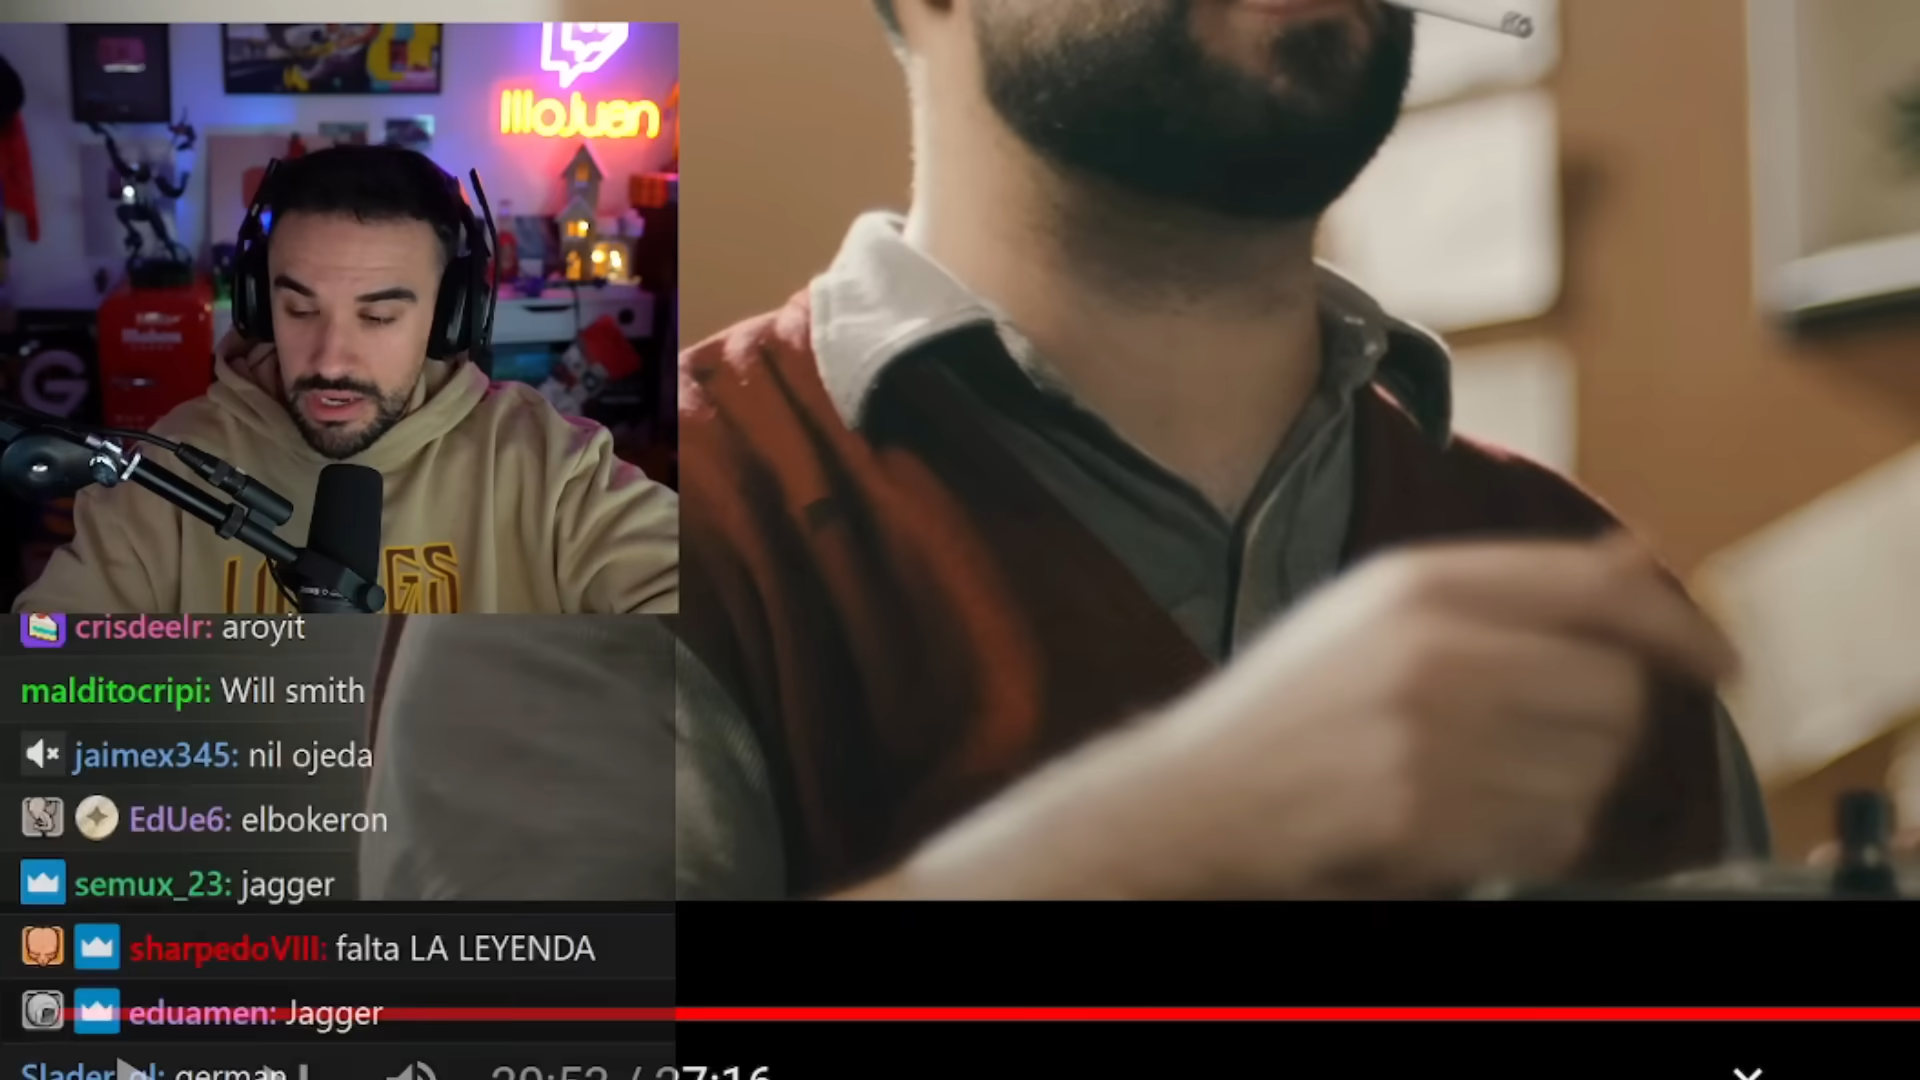 IlloJuan
crisdeelr: aroyit
malditocripi: Will smith
jaimex345: nil ojeda
EdUe6: elbokeron
semux_23: jagger
sharpedoVIII: falta LA LEYENDA
eduamen: Jagger
german